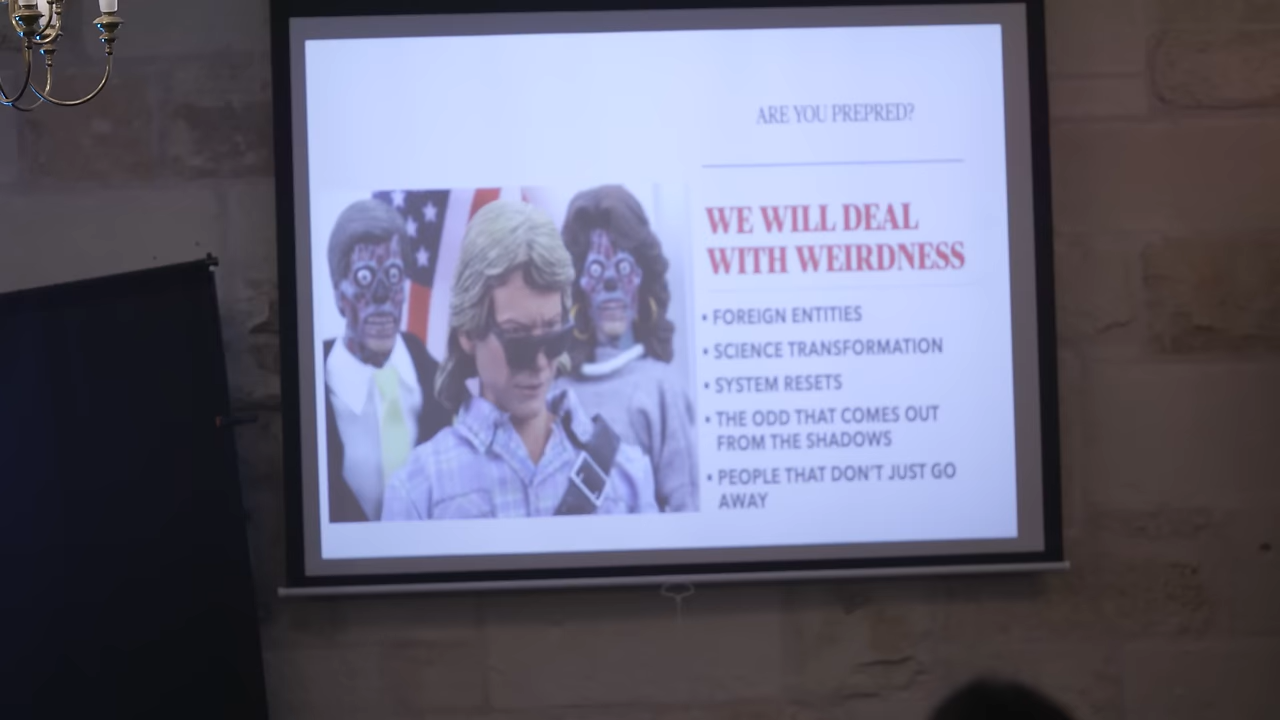 ARE YOU PREPRED?
WE WILL DEAL
WITH WEIRDNESS
• FOREIGN ENTITIES
• SCIENCE TRANSFORMATION
• SYSTEM RESETS
• THE ODD THAT COMES OUT
FROM THE SHADOWS
• PEOPLE THAT DON'T JUST GO
AWAY